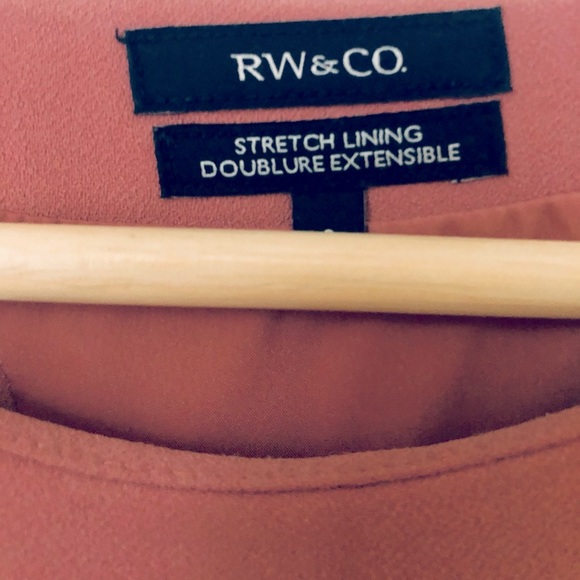 RW&CO.
STRETCH LINING
DOUBLURE EXTENSIBLE